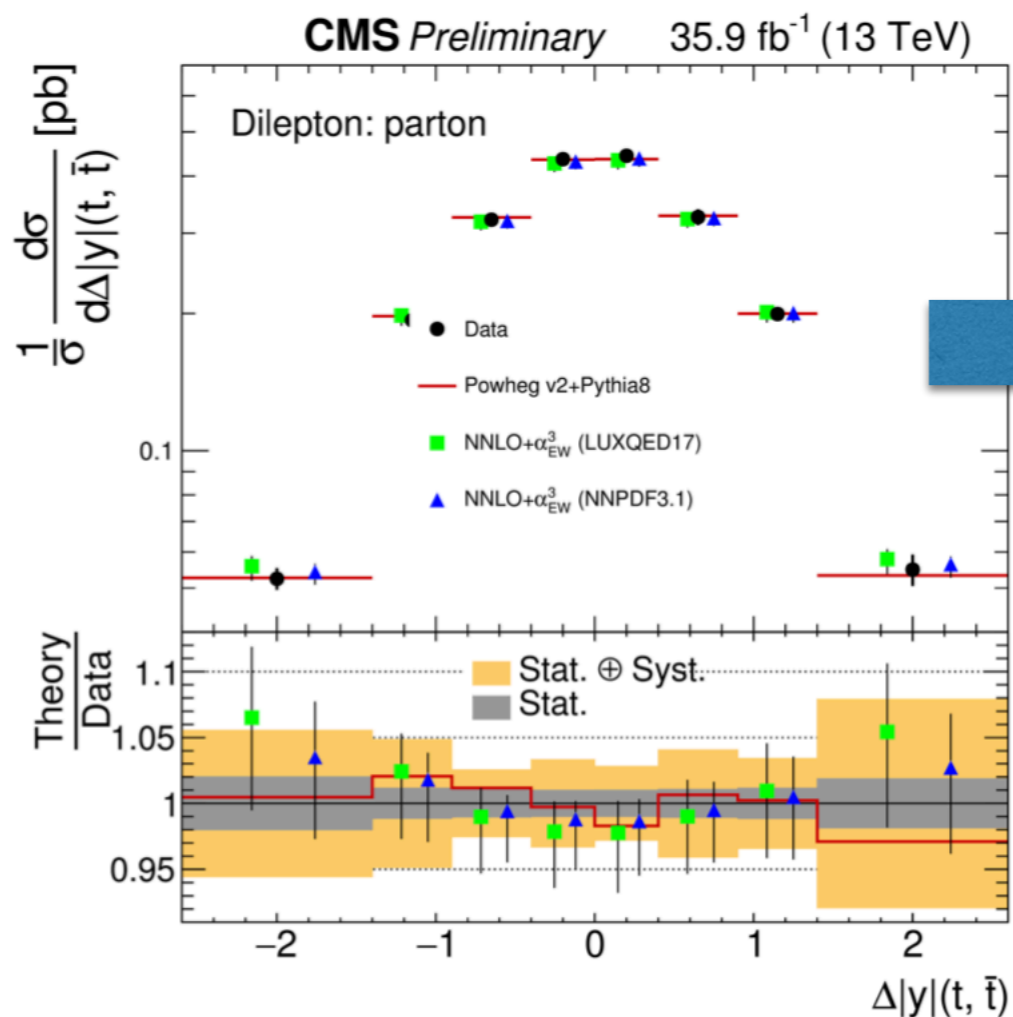 CMS Preliminary 35.9 fb⁻¹ (13 TeV)
1/σ dσ/dΔ|y|(t, t̄) [pb]
Dilepton: parton
Data
Powheg v2+Pythia8
NNLO+α³_EW (LUXQED17)
NNLO+α³_EW (NNPDF3.1)
0.1
Theory/Data
Stat. ⊕ Syst.
Stat.
1.1
1.05
1
0.95
−2 −1 0 1 2
Δ|y|(t, t̄)